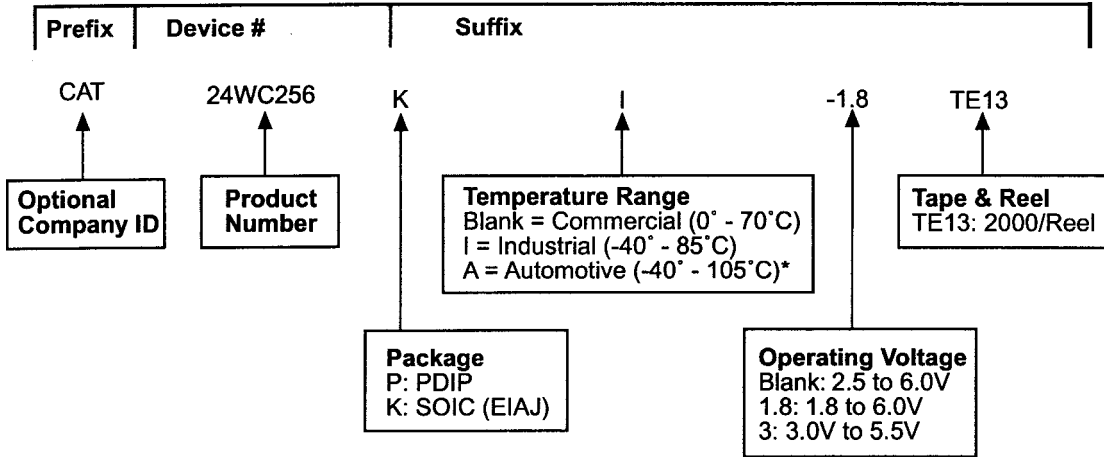 Prefix Device # Suffix
CAT 24WC256 K I -1.8 TE13
Optional
Company ID
Product
Number
Temperature Range
Blank = Commercial (0˚ - 70˚C)
I = Industrial (-40˚ - 85˚C)
A = Automotive (-40˚ - 105˚C)*
Tape & Reel
TE13: 2000/Reel
Package
P: PDIP
K: SOIC (EIAJ)
Operating Voltage
Blank: 2.5 to 6.0V
1.8: 1.8 to 6.0V
3: 3.0V to 5.5V